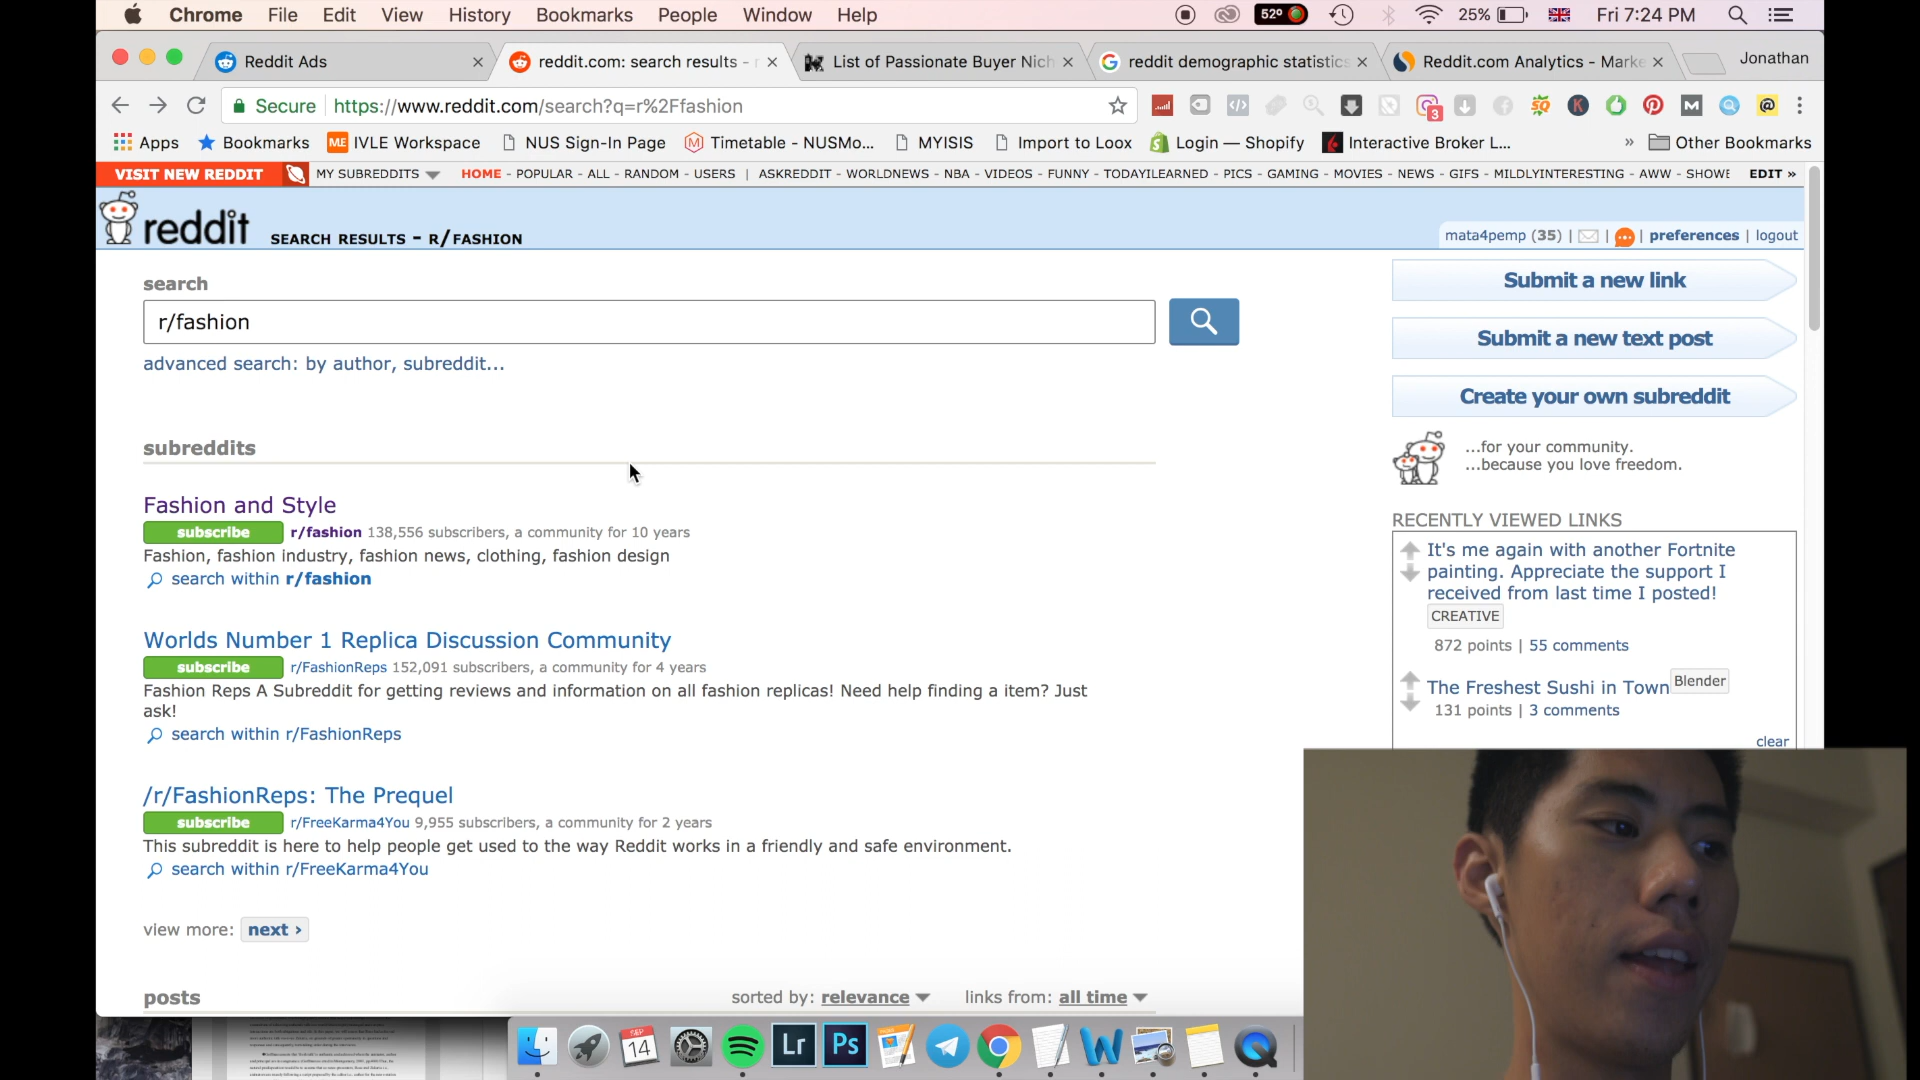 Chrome File Edit View History Bookmarks People Window Help 52° 25% Fri 7:24 PM
Reddit Ads reddit.com: search results - r List of Passionate Buyer Nich reddit demographic statistics Reddit.com Analytics - Marke Jonathan
Secure https://www.reddit.com/search?q=r%2Ffashion
Apps Bookmarks IVLE Workspace NUS Sign-In Page Timetable - NUSMo... MYISIS Import to Loox Login — Shopify Interactive Broker L... » Other Bookmarks
VISIT NEW REDDIT MY SUBREDDITS HOME - POPULAR - ALL - RANDOM - USERS | ASKREDDIT - WORLDNEWS - NBA - VIDEOS - FUNNY - TODAYILEARNED - PICS - GAMING - MOVIES - NEWS - GIFS - MILDLYINTERESTING - AWW - SHOWE EDIT »
reddit SEARCH RESULTS - R/FASHION
mata4pemp (35) | | | preferences | logout
search
r/fashion
advanced search: by author, subreddit...
subreddits
Fashion and Style
subscribe r/fashion 138,556 subscribers, a community for 10 years
Fashion, fashion industry, fashion news, clothing, fashion design
search within r/fashion
Worlds Number 1 Replica Discussion Community
subscribe r/FashionReps 152,091 subscribers, a community for 4 years
Fashion Reps A Subreddit for getting reviews and information on all fashion replicas! Need help finding a item? Just
ask!
search within r/FashionReps
/r/FashionReps: The Prequel
subscribe r/FreeKarma4You 9,955 subscribers, a community for 2 years
This subreddit is here to help people get used to the way Reddit works in a friendly and safe environment.
search within r/FreeKarma4You
view more: next ›
posts
sorted by: relevance links from: all time
Submit a new link
Submit a new text post
Create your own subreddit
...for your community.
...because you love freedom.
RECENTLY VIEWED LINKS
It's me again with another Fortnite
painting. Appreciate the support I
received from last time I posted!
CREATIVE
872 points | 55 comments
The Freshest Sushi in Town Blender
131 points | 3 comments
clear
SEP
14
Lr
Ps